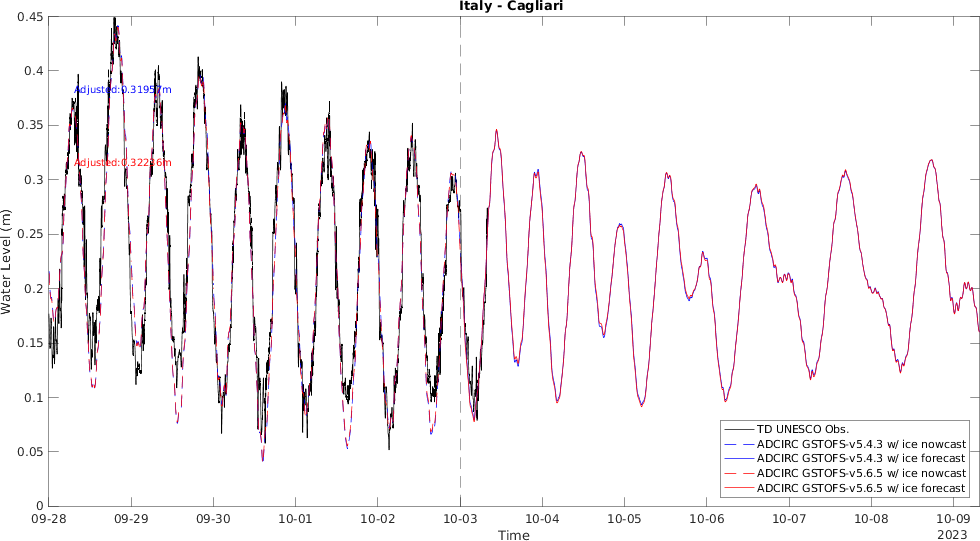 Italy - Cagliari
Water Level (m)
0.45
0.4
0.35
0.3
0.25
0.2
0.15
0.1
0.05
0
Adjusted:0.31957m
Adjusted:0.32236m
TD UNESCO Obs.
ADCIRC GSTOFS-v5.4.3 w/ ice nowcast
ADCIRC GSTOFS-v5.4.3 w/ ice forecast
ADCIRC GSTOFS-v5.6.5 w/ ice nowcast
ADCIRC GSTOFS-v5.6.5 w/ ice forecast
09-28 09-29 09-30 10-01 10-02 10-03 10-04 10-05 10-06 10-07 10-08 10-09
Time
2023